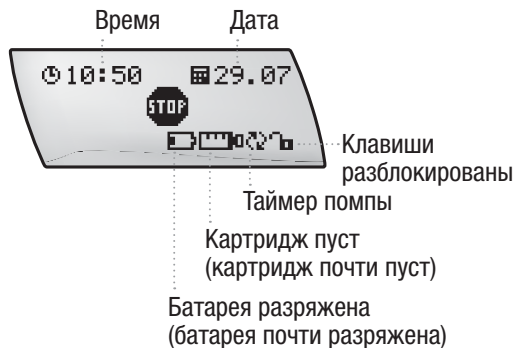 Время Дата
10:50 29.07
STOP
Клавиши
разблокированы
Таймер помпы
Картридж пуст
(картридж почти пуст)
Батарея разряжена
(батарея почти разряжена)